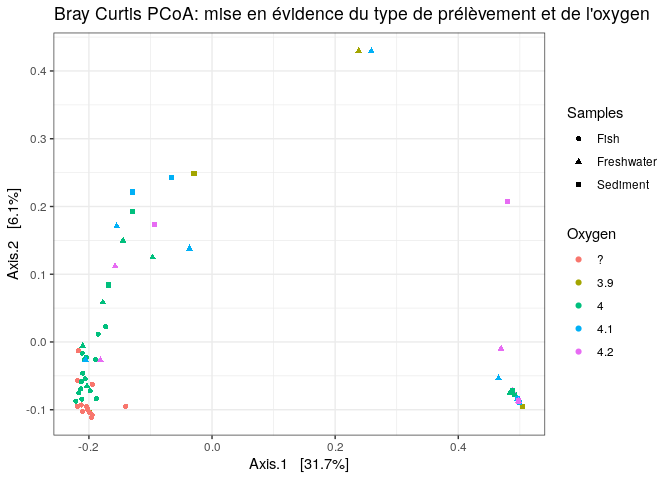 Bray Curtis PCoA: mise en évidence du type de prélèvement et de l'oxygen
0.4
0.3
0.2
0.1
0.0
-0.1
Axis.2 [6.1%]
-0.2
0.0
0.2
0.4
Axis.1 [31.7%]
Samples
Fish
Freshwater
Sediment
Oxygen
?
3.9
4
4.1
4.2